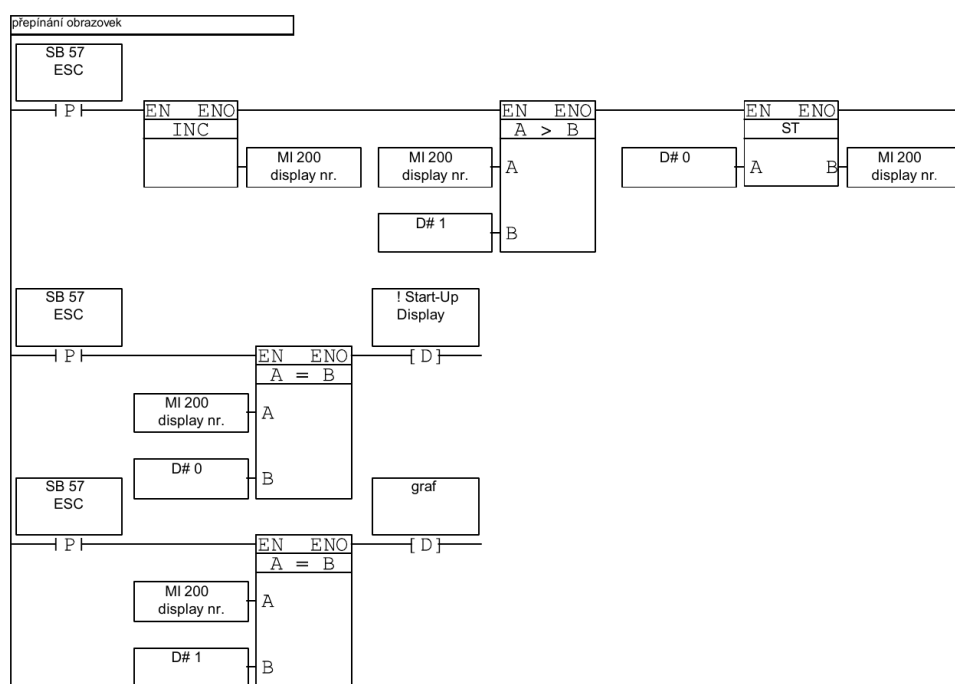 přepínání obrazovek
SB 57
ESC
P
EN ENO
INC
MI 200
display nr.
MI 200
display nr.
D# 1
EN ENO
A > B
A
B
D# 0
EN ENO
ST
A B
MI 200
display nr.
SB 57
ESC
P
EN ENO
A = B
A
B
MI 200
display nr.
D# 0
! Start-Up
Display
D
SB 57
ESC
P
EN ENO
A = B
A
B
MI 200
display nr.
D# 1
graf
D